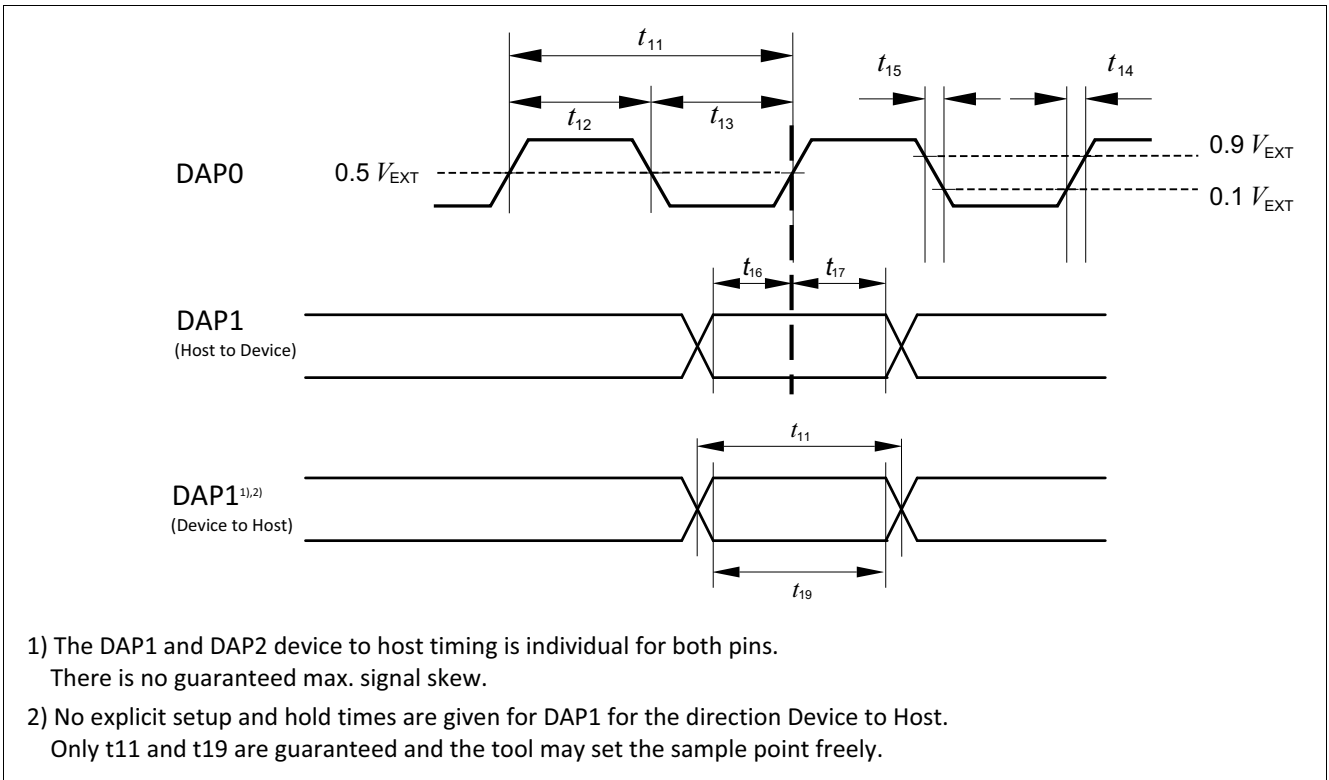 t11
t15
t14
t12
t13
DAP0
0.5 VEXT
0.9 VEXT
0.1 VEXT
t16
t17
DAP1
(Host to Device)
t11
DAP1 1),2)
(Device to Host)
t19
1) The DAP1 and DAP2 device to host timing is individual for both pins.
There is no guaranteed max. signal skew.
2) No explicit setup and hold times are given for DAP1 for the direction Device to Host.
Only t11 and t19 are guaranteed and the tool may set the sample point freely.